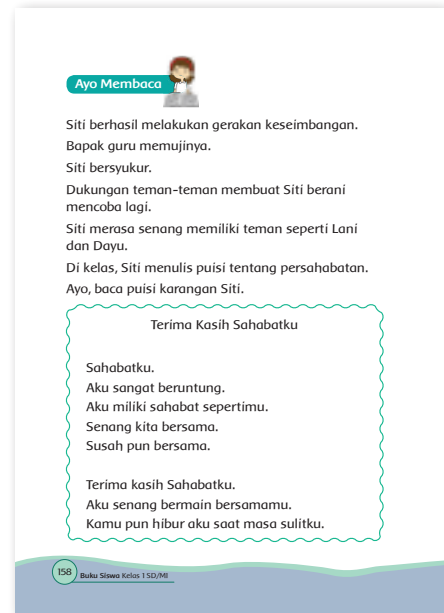 Ayo Membaca
Siti berhasil melakukan gerakan keseimbangan.
Bapak guru memujinya.
Siti bersyukur.
Dukungan teman-teman membuat Siti berani
mencoba lagi.
Siti merasa senang memiliki teman seperti Lani
dan Dayu.
Di kelas, Siti menulis puisi tentang persahabatan.
Ayo, baca puisi karangan Siti.
Terima Kasih Sahabatku
Sahabatku.
Aku sangat beruntung.
Aku miliki sahabat sepertimu.
Senang kita bersama.
Susah pun bersama.
Terima kasih Sahabatku.
Aku senang bermain bersamamu.
Kamu pun hibur aku saat masa sulitku.
158 Buku Siswa Kelas 1 SD/MI